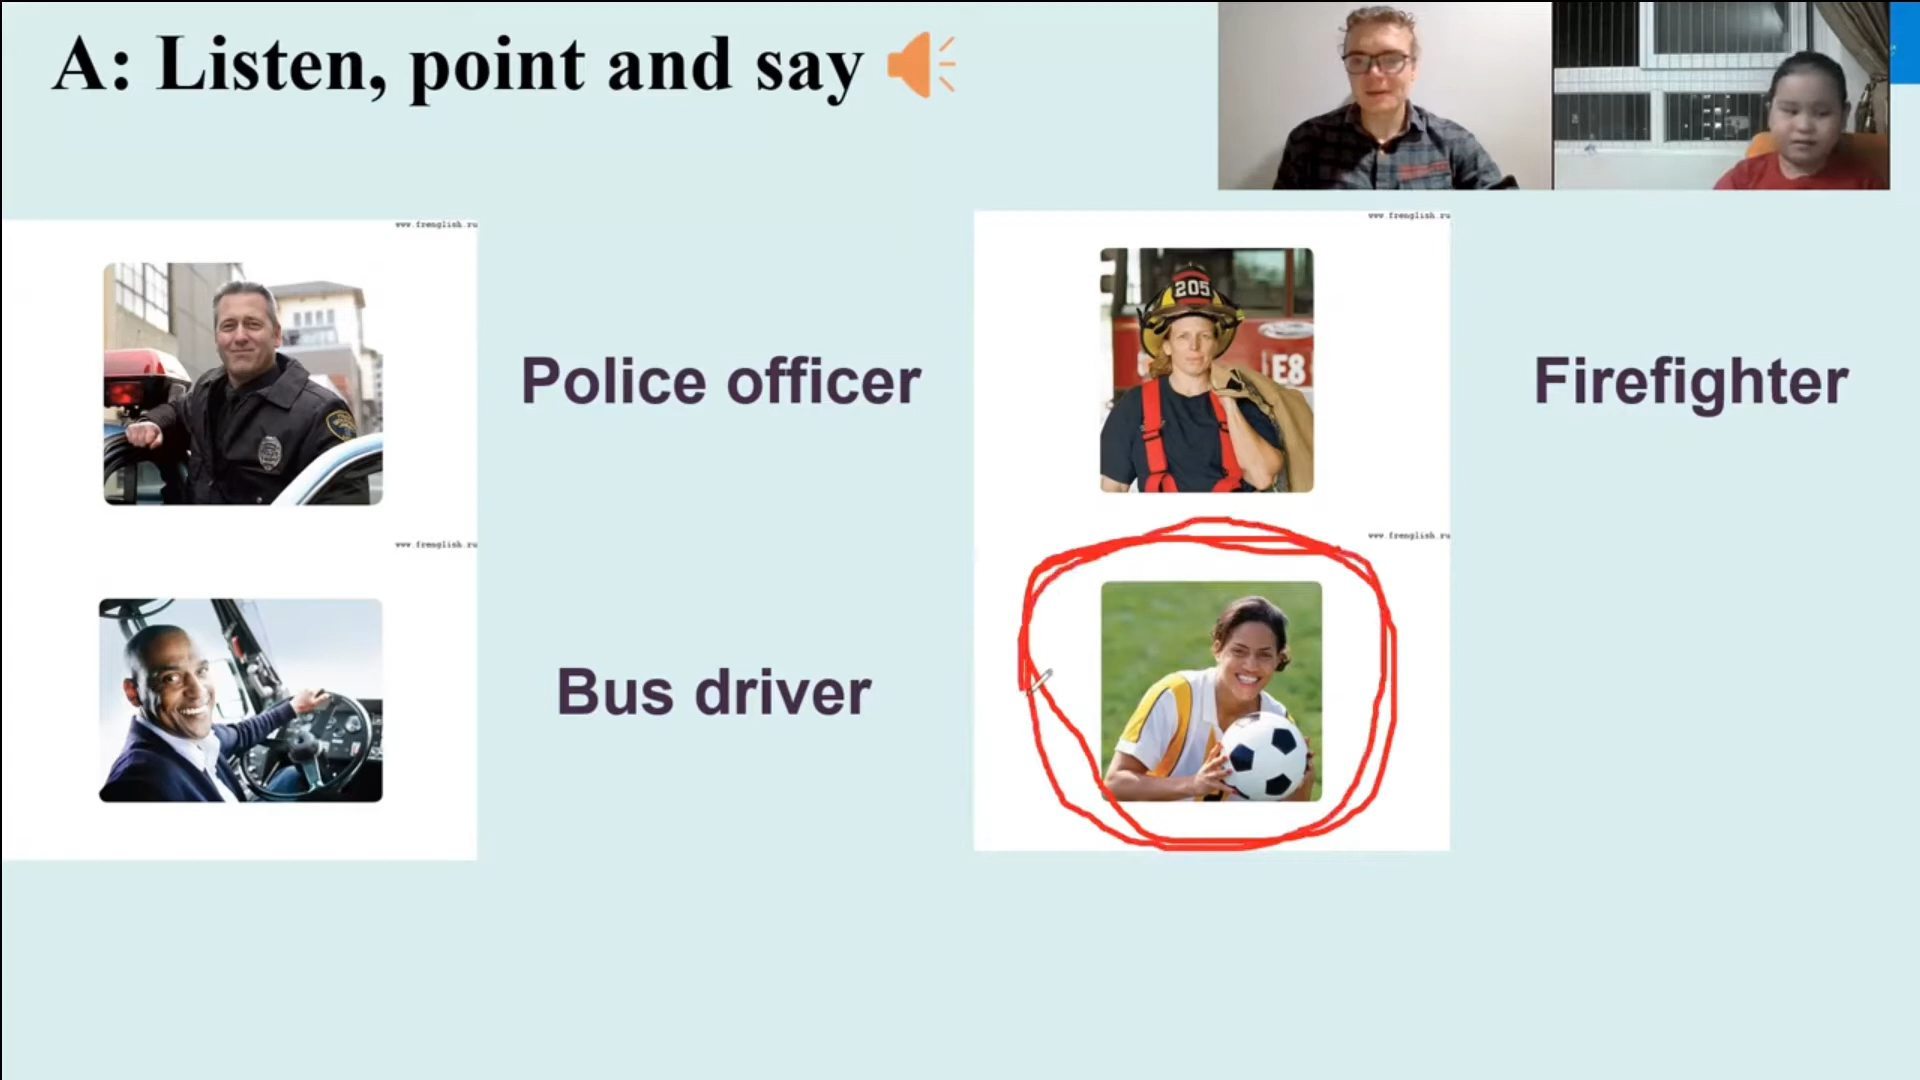 A: Listen, point and say
www.frenglish.ru
www.frenglish.ru
205
E8
Police officer
Firefighter
www.frenglish.ru
www.frenglish.ru
Bus driver